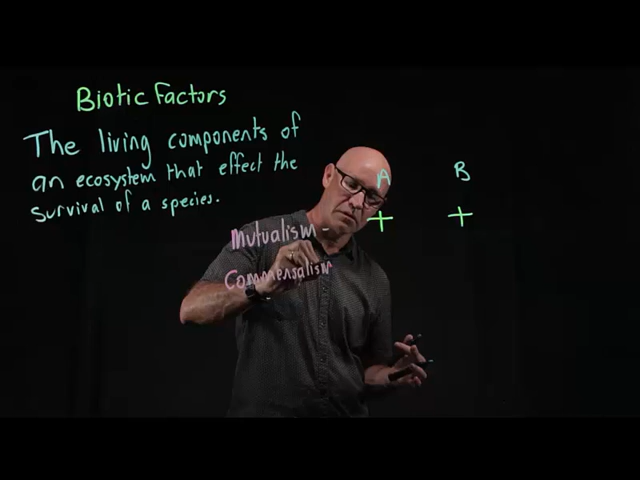 Biotic Factors
The living components of
an ecosystem that effect the
survival of a species.
A B
Mutualism - + +
Commensalism